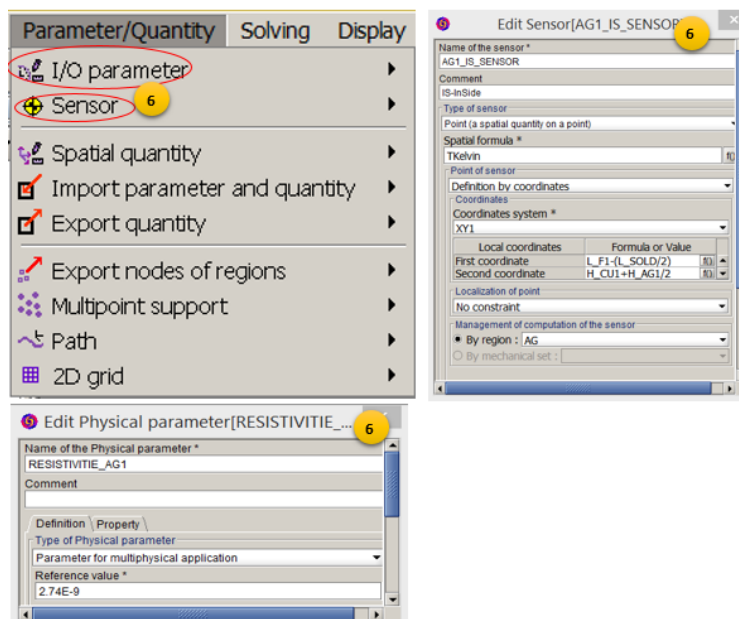 Parameter/Quantity Solving Display
I/O parameter
Sensor 6
Spatial quantity
Import parameter and quantity
Export quantity
Export nodes of regions
Multipoint support
Path
2D grid
Edit Sensor[AG1_IS_SENSOR 6
Name of the sensor *
AG1_IS_SENSOR
Comment
IS-InSide
Type of sensor
Point (a spatial quantity on a point)
Spatial formula *
TKelvin f()
Point of sensor
Definition by coordinates
Coordinates
Coordinates system *
XY1
Local coordinates Formula or Value
First coordinate L_F1-(L_SOLD/2) f()
Second coordinate H_CU1+H_AG1/2 f()
Localization of point
No constraint
Management of computation of the sensor
By region : AG
By mechanical set :
Edit Physical parameter[RESISTIVITIE_... 6
Name of the Physical parameter *
RESISTIVITIE_AG1
Comment
Definition Property
Type of Physical parameter
Parameter for multiphysical application
Reference value *
2.74E-9